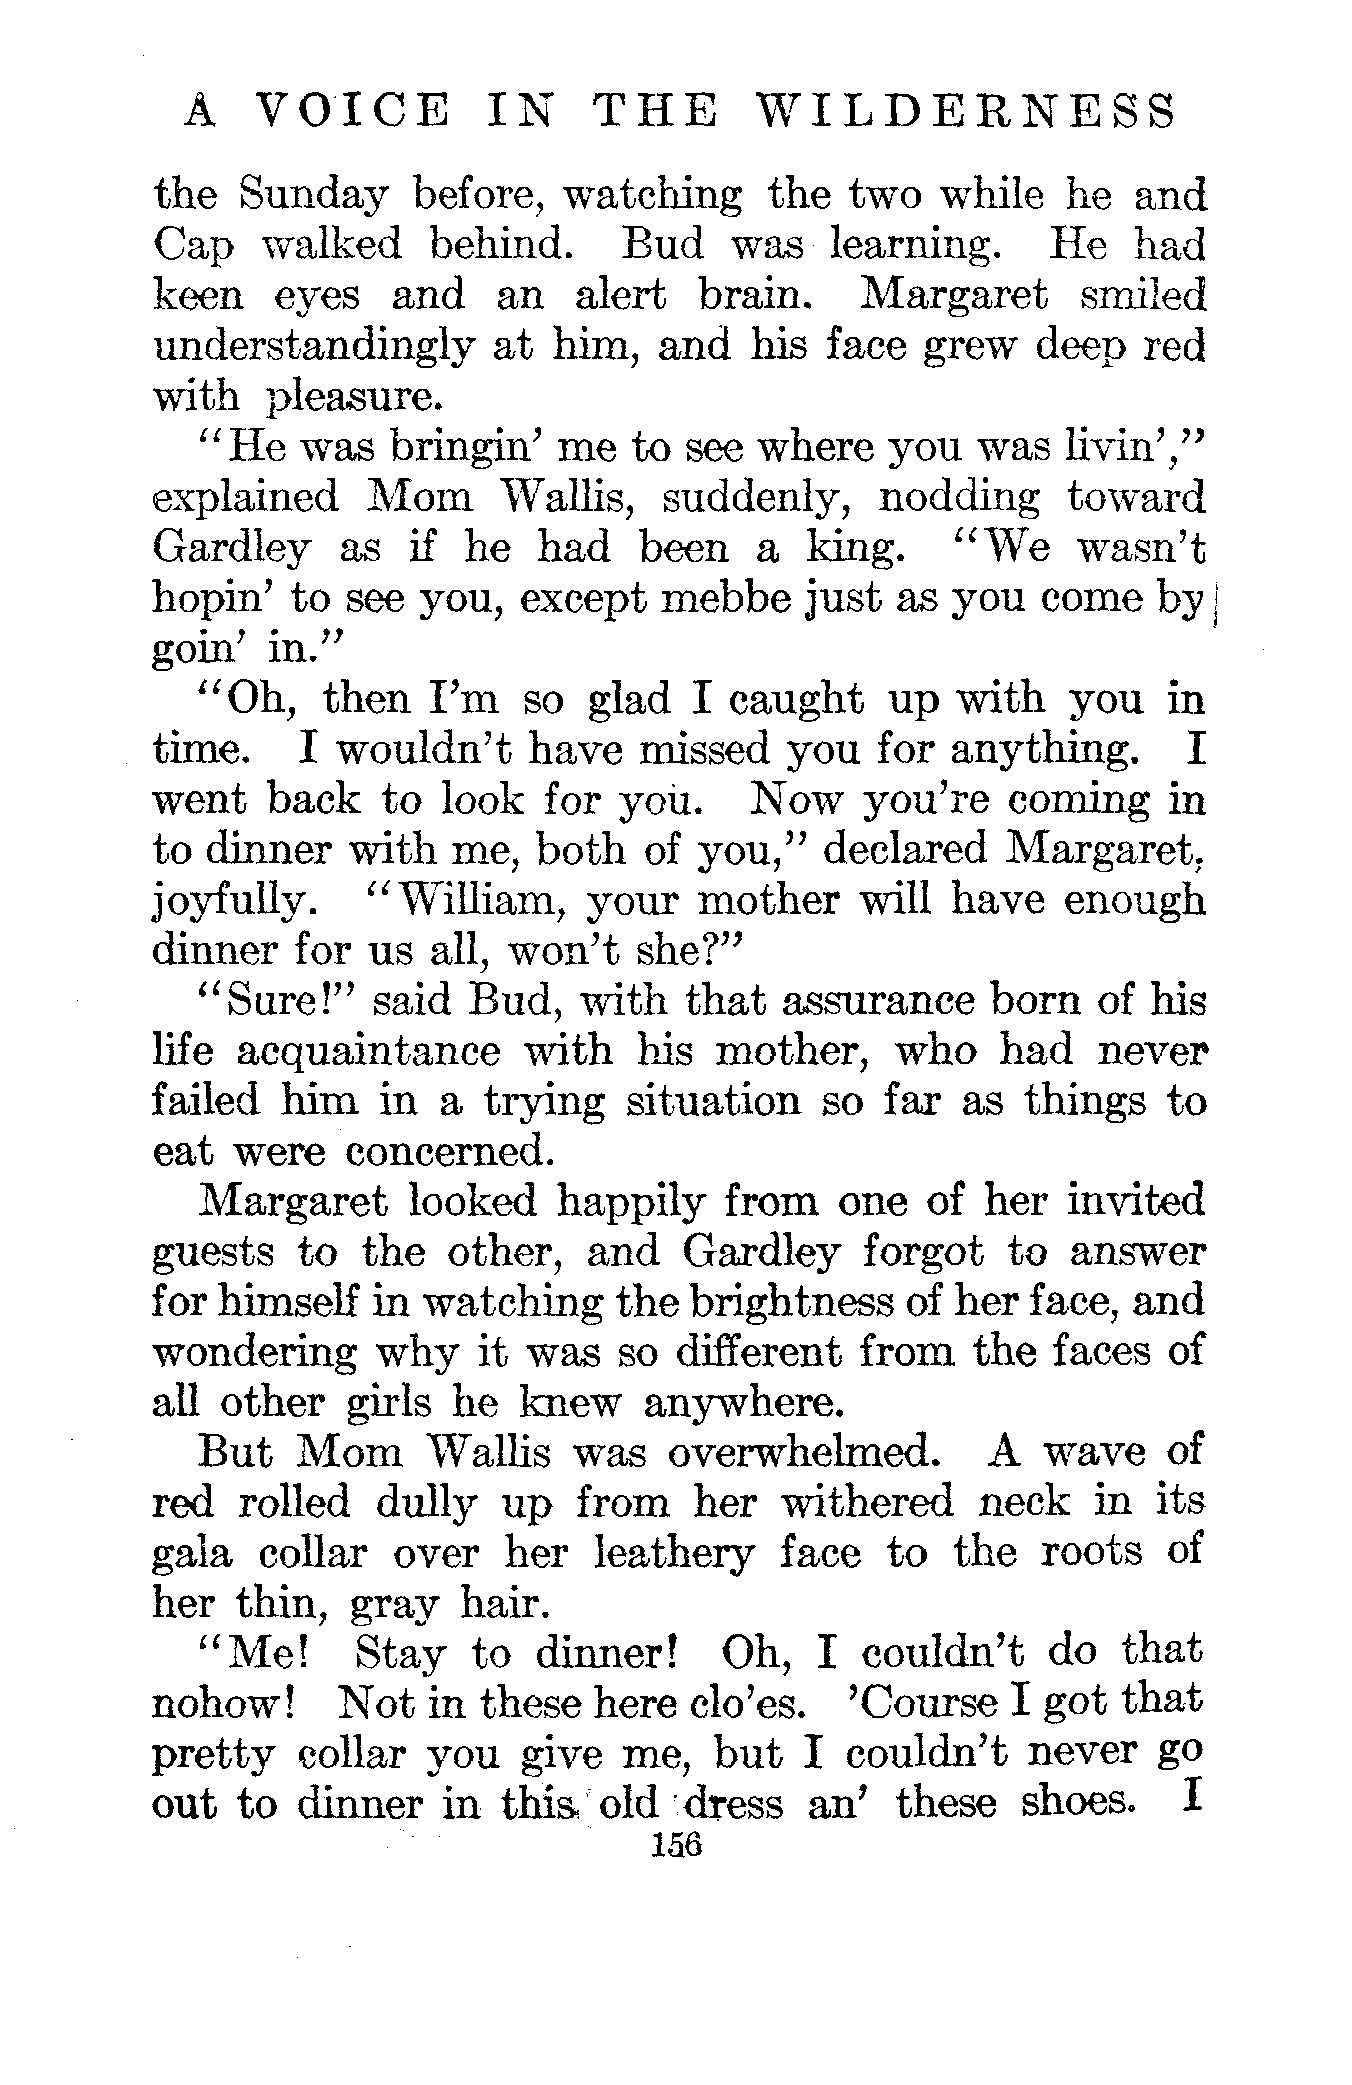 A VOICE IN THE WILDERNESS
the Sunday before, watching the two while he and
Cap walked behind. Bud was learning. He had
keen eyes and an alert brain. Margaret smiled
understandingly at him, and his face grew deep red
with pleasure.
“He was bringin’ me to see where you was livin’,”
explained Mom Wallis, suddenly, nodding toward
Gardley as if he had been a king. “We wasn’t
hopin’ to see you, except mebbe just as you come by
goin’ in.”
“Oh, then I’m so glad I caught up with you in
time. I wouldn’t have missed you for anything. I
went back to look for you. Now you’re coming in
to dinner with me, both of you,” declared Margaret,
joyfully. “William, your mother will have enough
dinner for us all, won’t she?”
“Sure!” said Bud, with that assurance born of his
life acquaintance with his mother, who had never
failed him in a trying situation so far as things to
eat were concerned.
Margaret looked happily from one of her invited
guests to the other, and Gardley forgot to answer
for himself in watching the brightness of her face, and
wondering why it was so different from the faces of
all other girls he knew anywhere.
But Mom Wallis was overwhelmed. A wave of
red rolled dully up from her withered neck in its
gala collar over her leathery face to the roots of
her thin, gray hair.
“Me! Stay to dinner! Oh, I couldn’t do that
nohow! Not in these here clo’es. ’Course I got that
pretty collar you give me, but I couldn’t never go
out to dinner in this old dress an’ these shoes. I
156